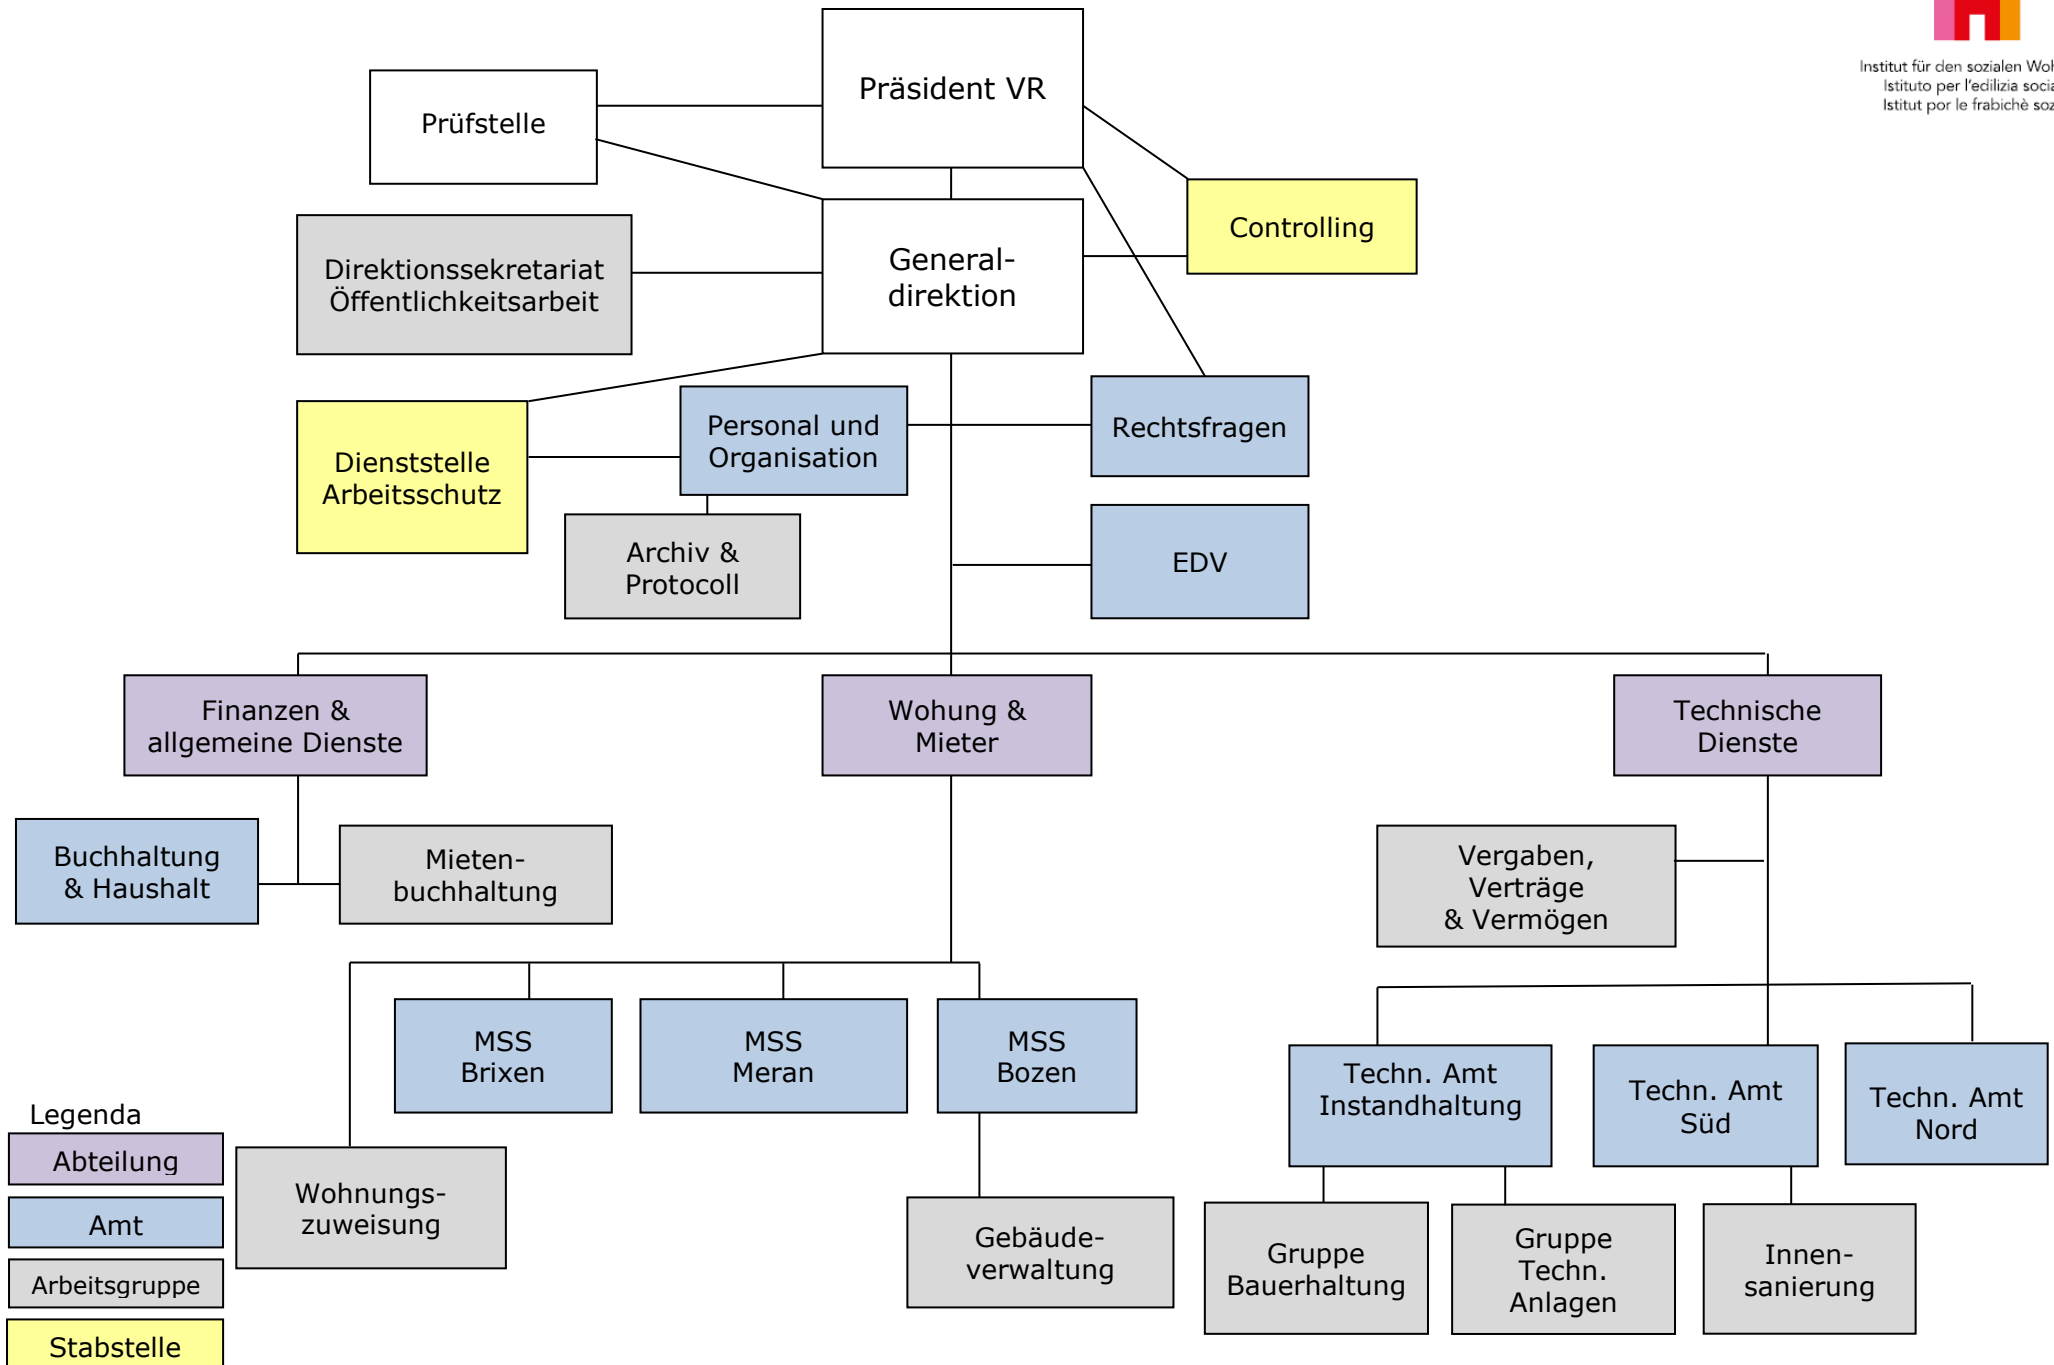 Institut für den sozialen
Istituto per l'edilizia
Istitut por le frabichè
Präsident VR
Prüfstelle
Controlling
Direktionssekretariat
Öffentlichkeitsarbeit
General-
direktion
Personal und
Organisation
Rechtsfragen
Dienststelle
Arbeitsschutz
Archiv &
Protocoll
EDV
Finanzen &
allgemeine Dienste
Wohung &
Mieter
Technische
Dienste
Buchhaltung
& Haushalt
Mieten-
buchhaltung
Vergaben,
Verträge
& Vermögen
MSS
Brixen
MSS
Meran
MSS
Bozen
Techn. Amt
Instandhaltung
Techn. Amt
Süd
Techn. Amt
Nord
Wohnungs-
zuweisung
Gebäude-
verwaltung
Gruppe
Bauerhaltung
Gruppe
Techn.
Anlagen
Innen-
sanierung
Legenda
Abteilung
Amt
Arbeitsgruppe
Stabstelle